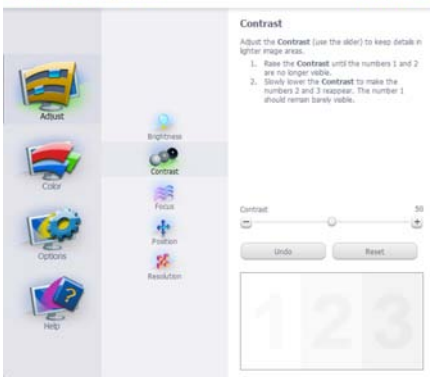 Adjust
Color
Options
Help
Brightness
Contrast
Focus
Position
Resolution
Contrast
Adjust the Contrast (use the slider) to keep details in
lighter image areas.
1. Raise the Contrast until the numbers 1 and 2
are no longer visible.
2. Slowly lower the Contrast to make the
numbers 2 and 3 reappear. The number 1
should remain barely visible.
Contrast 50
Undo Reset
1 2 3